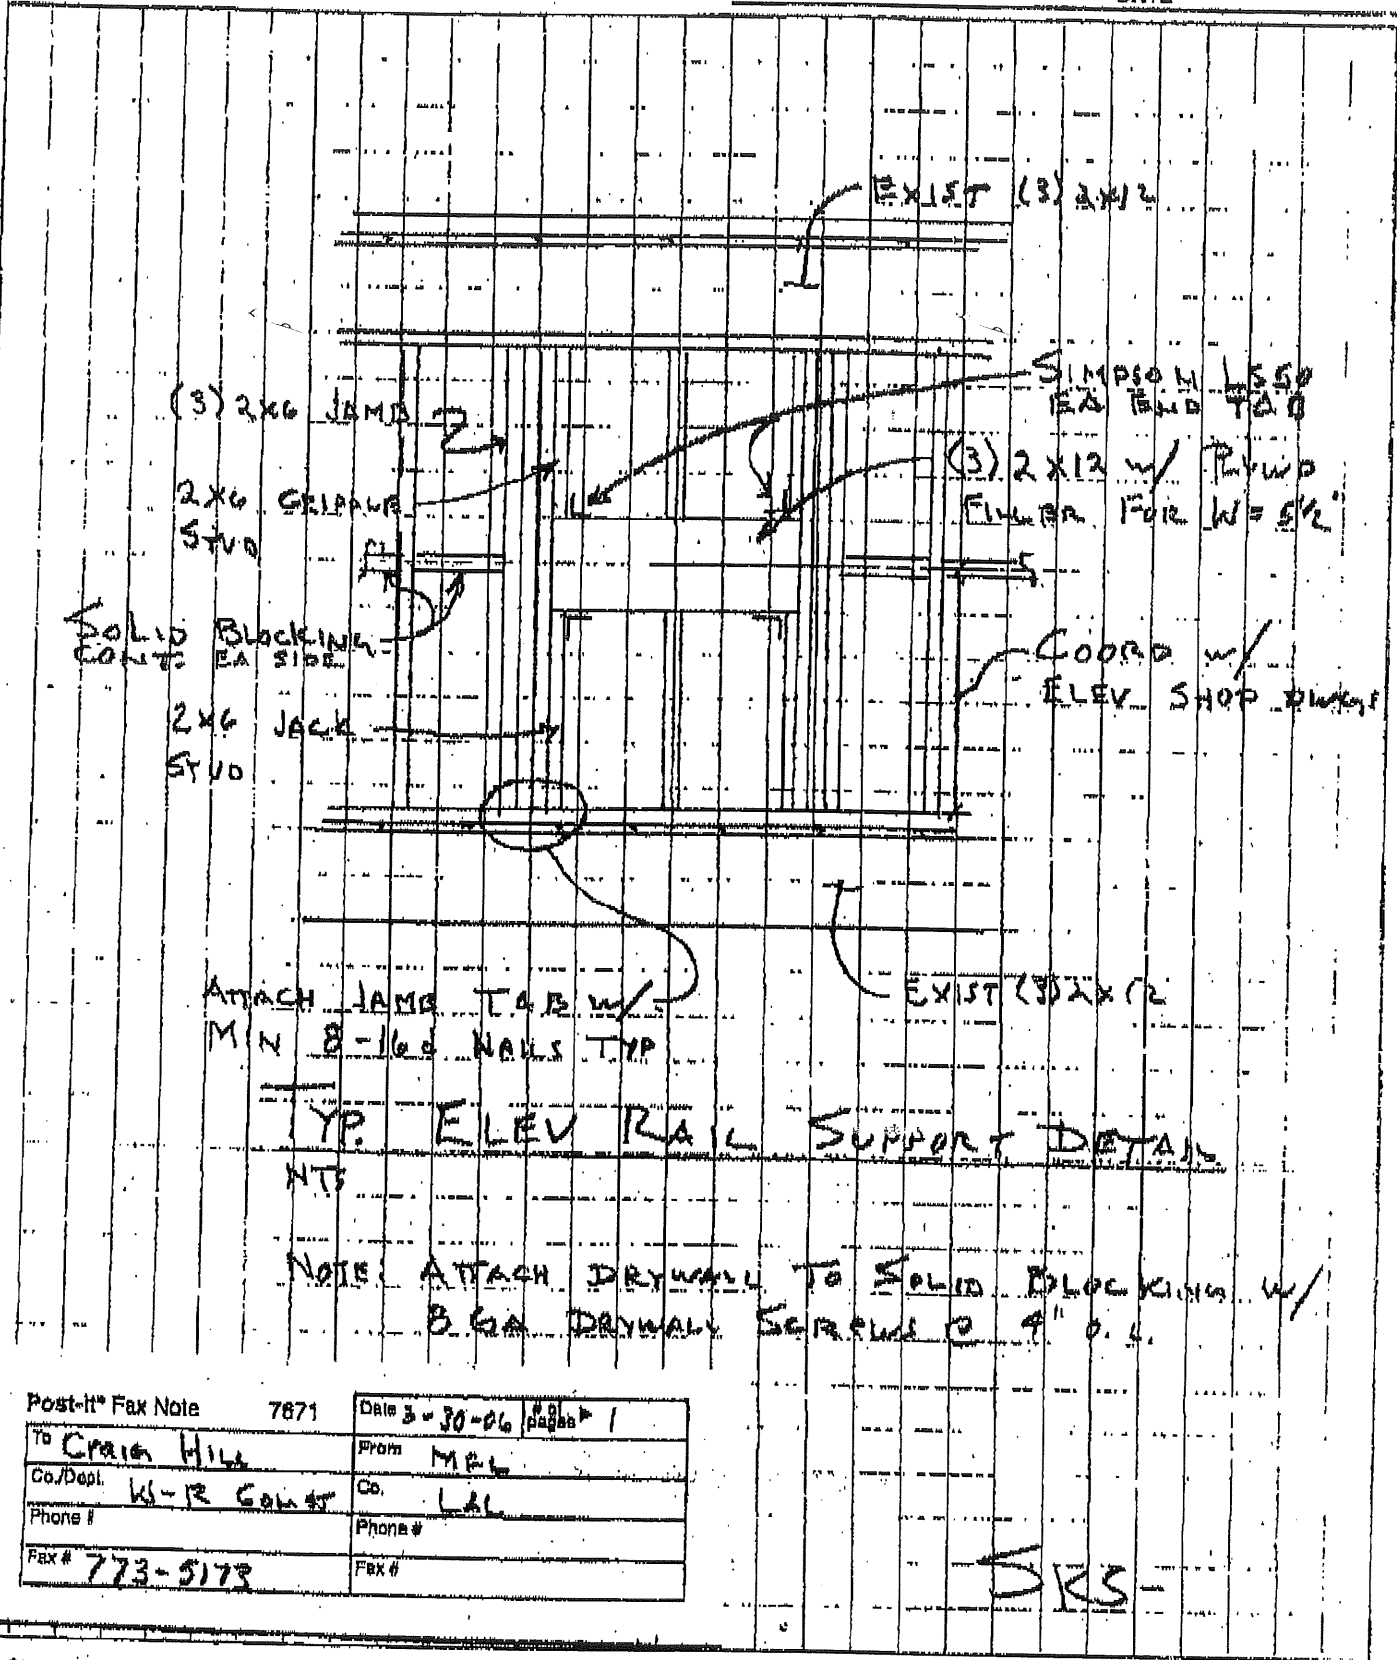 EXIST (3) 2X12
SIMPSON LS50
EA END T&B
(3) 2X6 JAMB
(3) 2X12 w/ PLYWD
FILLER FOR W= 5 1/2"
2X6 CRIPPLE
STUD
SOLID BLOCKING
CONT. EA SIDE
COORD w/
ELEV SHOP DWGS
2X6 JACK
STUD
EXIST (3) 2X12
ATTACH JAMB T&B w/
MIN 8-16d NAILS TYP
TYP. ELEV RAIL SUPPORT DETAIL
NTS
NOTE: ATTACH DRYWALL TO SOLID BLOCKING w/
8 GA DRYWALL SCREWS @ 4" O.C.
Post-it® Fax Note 7671
Date 3-30-06 # of pages ▶ 1
To Craig Hill
From MEL
Co./Dept. W-R CONST
Co. LAL
Phone #
Phone #
Fax # 773-5173
Fax #